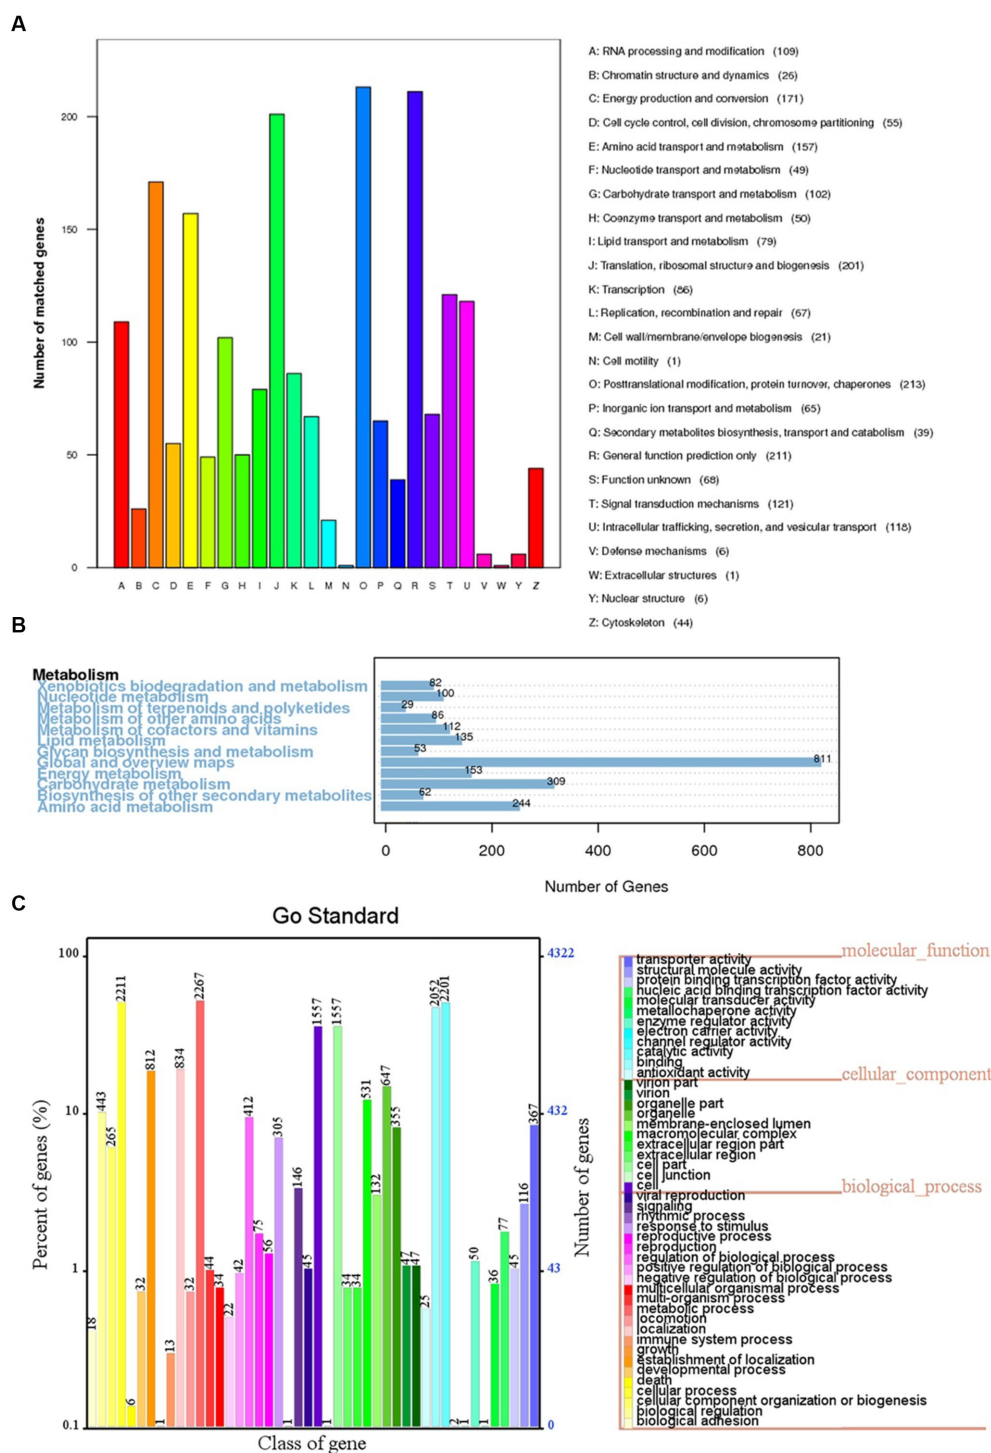 A
Number of matched genes
200
150
100
50
0
A B C D E F G H I J K L M N O P Q R S T U V W Y Z
A: RNA processing and modification (109)
B: Chromatin structure and dynamics (26)
C: Energy production and conversion (171)
D: Cell cycle control, cell division, chromosome partitioning (55)
E: Amino acid transport and metabolism (157)
F: Nucleotide transport and metabolism (49)
G: Carbohydrate transport and metabolism (102)
H: Coenzyme transport and metabolism (50)
I: Lipid transport and metabolism (79)
J: Translation, ribosomal structure and biogenesis (201)
K: Transcription (86)
L: Replication, recombination and repair (67)
M: Cell wall/membrane/envelope biogenesis (21)
N: Cell motility (1)
O: Posttranslational modification, protein turnover, chaperones (213)
P: Inorganic ion transport and metabolism (65)
Q: Secondary metabolites biosynthesis, transport and catabolism (39)
R: General function prediction only (211)
S: Function unknown (68)
T: Signal transduction mechanisms (121)
U: Intracellular trafficking, secretion, and vesicular transport (118)
V: Defense mechanisms (6)
W: Extracellular structures (1)
Y: Nuclear structure (6)
Z: Cytoskeleton (44)
B
Metabolism
Xenobiotics biodegradation and metabolism 82
Nucleotide metabolism 100
Metabolism of terpenoids and polyketides 29
Metabolism of other amino acids 86
Metabolism of cofactors and vitamins 112
Lipid metabolism 135
Glycan biosynthesis and metabolism 53
Global and overview maps 811
Energy metabolism 153
Carbohydrate metabolism 309
Biosynthesis of other secondary metabolites 62
Amino acid metabolism 244
0 200 400 600 800
Number of Genes
C
Go Standard
Percent of genes (%)
100
10
1
0.1
18 443 265 2211 6 32 812 1 13 834 32 2267 44 34 22 42 412 75 56 305 1 146 45 1557 1 1557 34 34 531 132 647 355 47 47 25 2052 2201 2 1 50 1 36 77 45 116 367
4322
432
43
0
Number of genes
Class of gene
molecular_function
transporter activity
structural molecule activity
protein binding transcription factor activity
nucleic acid binding transcription factor activity
molecular transducer activity
metallochaperone activity
enzyme regulator activity
electron carrier activity
channel regulator activity
catalytic activity
binding
antioxidant activity
cellular_component
virion part
virion
organelle part
organelle
membrane-enclosed lumen
macromolecular complex
extracellular region part
extracellular region
cell part
cell junction
cell
biological_process
viral reproduction
signaling
rhythmic process
response to stimulus
reproductive process
reproduction
regulation of biological process
positive regulation of biological process
negative regulation of biological process
multicellular organismal process
multi-organism process
metabolic process
locomotion
localization
immune system process
growth
establishment of localization
developmental process
death
cellular process
cellular component organization or biogenesis
biological regulation
biological adhesion